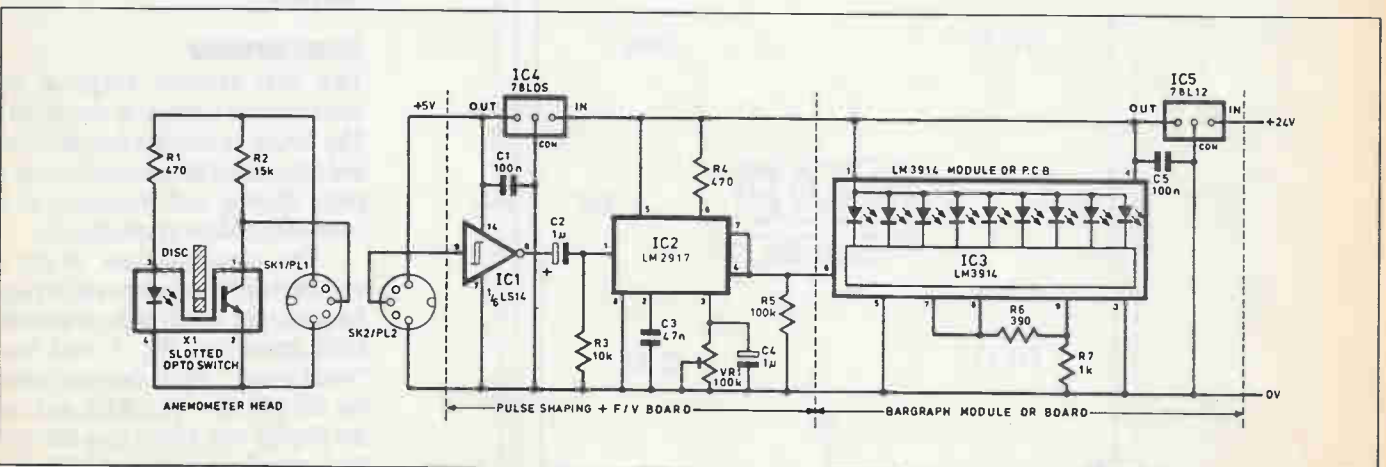 R1
470
R2
15k
DISC
SK1/PL1
3
1
4
2
X1
SLOTTED
OPTO SWITCH
ANEMOMETER HEAD
SK2/PL2
+5V
OUT
IC4
78L05
IN
COM
C1
100n
14
9
8
7
IC1
1/6 LS14
C2
1µ
+
R3
10k
R4
470
5
6
7
4
1
IC2
LM2917
8
2
3
C3
47n
VR1
100k
C4
1µ
R5
100k
PULSE SHAPING + F/V BOARD
LM3914 MODULE OR P.C.B
1
4
6
IC3
LM3914
5
7
8
9
3
R6
390
R7
1k
BARGRAPH MODULE OR BOARD
IC5
78L12
OUT
IN
COM
C5
100n
+24V
0V